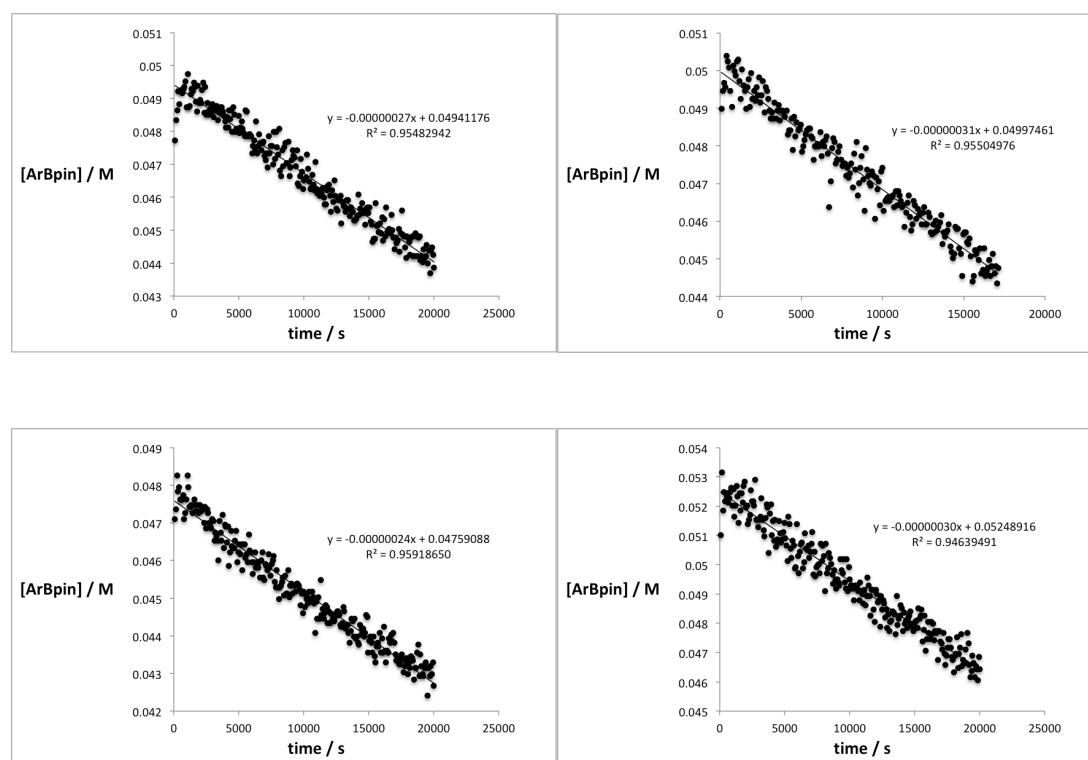 0.051
0.05
0.049
0.048
0.047
0.046
0.045
0.044
0.043
[ArBpin] / M
y = -0.00000027x + 0.04941176
R² = 0.95482942
0 5000 10000 15000 20000 25000
time / s
0.051
0.05
0.049
0.048
0.047
0.046
0.045
0.044
[ArBpin] / M
y = -0.00000031x + 0.04997461
R² = 0.95504976
0 5000 10000 15000 20000
time / s
0.049
0.048
0.047
0.046
0.045
0.044
0.043
0.042
[ArBpin] / M
y = -0.00000024x + 0.04759088
R² = 0.95918650
0 5000 10000 15000 20000 25000
time / s
0.054
0.053
0.052
0.051
0.05
0.049
0.048
0.047
0.046
0.045
[ArBpin] / M
y = -0.00000030x + 0.05248916
R² = 0.94639491
0 5000 10000 15000 20000 25000
time / s